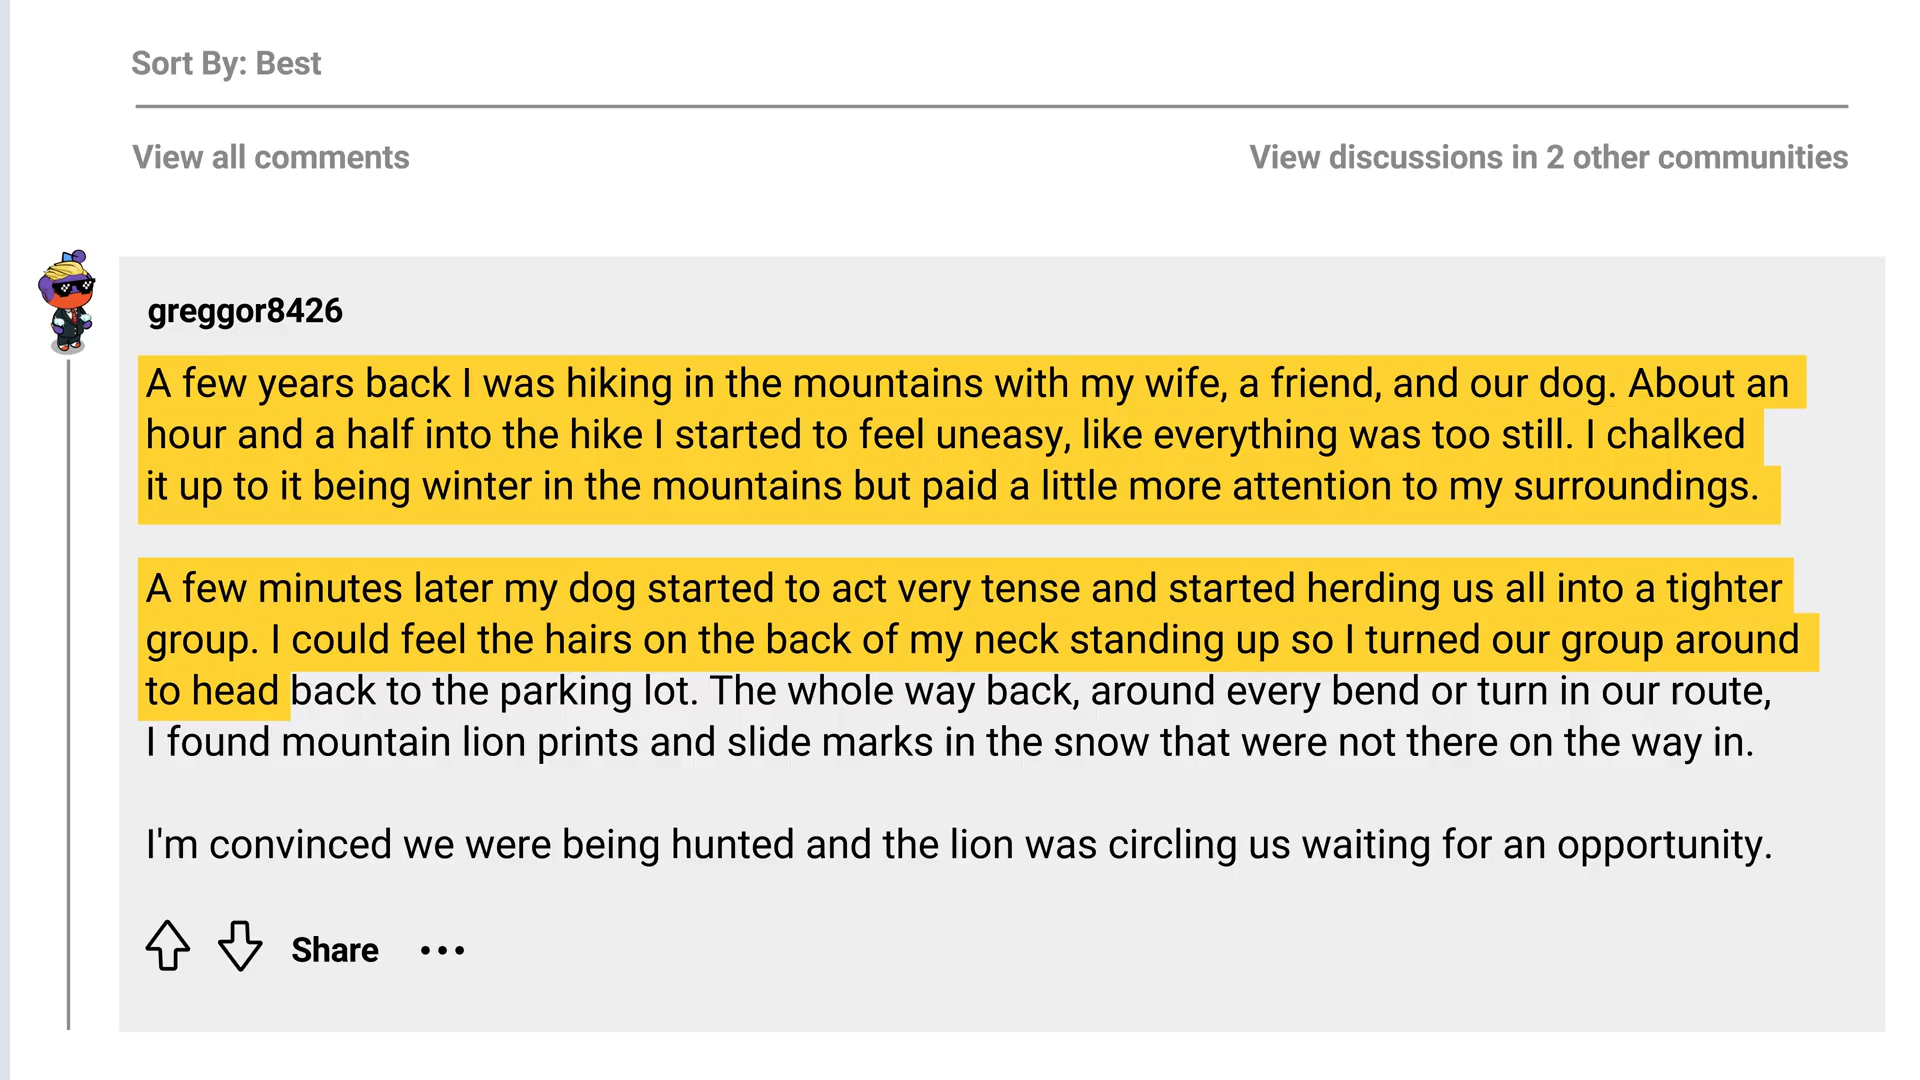 Sort By: Best
View all comments
View discussions in 2 other communities
greggor8426
A few years back I was hiking in the mountains with my wife, a friend, and our dog. About an
hour and a half into the hike I started to feel uneasy, like everything was too still. I chalked
it up to it being winter in the mountains but paid a little more attention to my surroundings.
A few minutes later my dog started to act very tense and started herding us all into a tighter
group. I could feel the hairs on the back of my neck standing up so I turned our group around
to head back to the parking lot. The whole way back, around every bend or turn in our route,
I found mountain lion prints and slide marks in the snow that were not there on the way in.
I'm convinced we were being hunted and the lion was circling us waiting for an opportunity.
Share